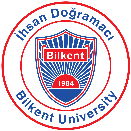 İhsan Doğramacı
Bilkent
1984
Bilkent University